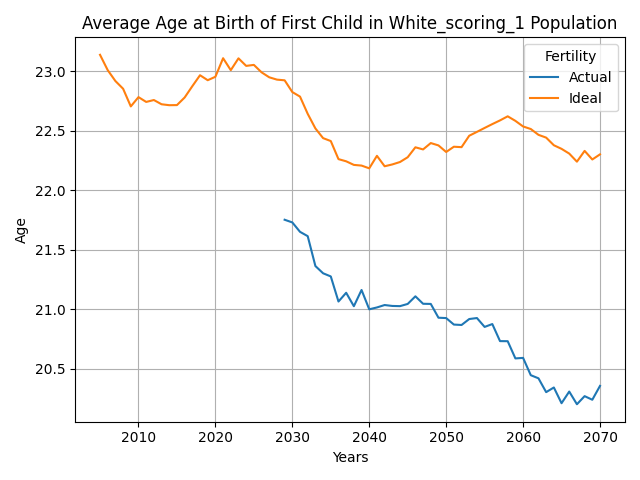 Average Age at Birth of First Child in White_scoring_1 Population
Fertility
Actual
Ideal
23.0
22.5
22.0
21.5
21.0
20.5
Age
2010
2020
2030
2040
2050
2060
2070
Years